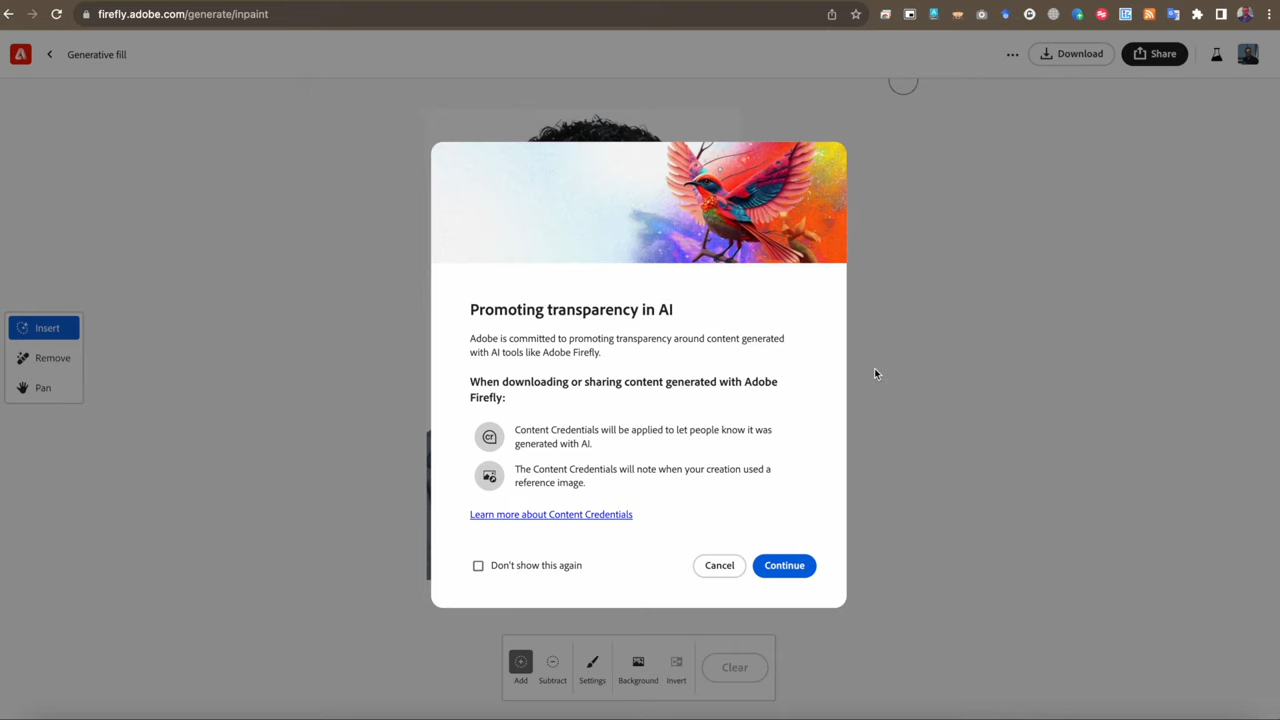 firefly.adobe.com/generate/inpaint
Generative fill
Download
Share
Promoting transparency in AI
Adobe is committed to promoting transparency around content generated
with AI tools like Adobe Firefly.
When downloading or sharing content generated with Adobe
Firefly:
cr
Content Credentials will be applied to let people know it was
generated with AI.
The Content Credentials will note when your creation used a
reference image.
Learn more about Content Credentials
Don't show this again
Cancel
Continue
Insert
Remove
Pan
Add
Subtract
Settings
Background
Invert
Clear